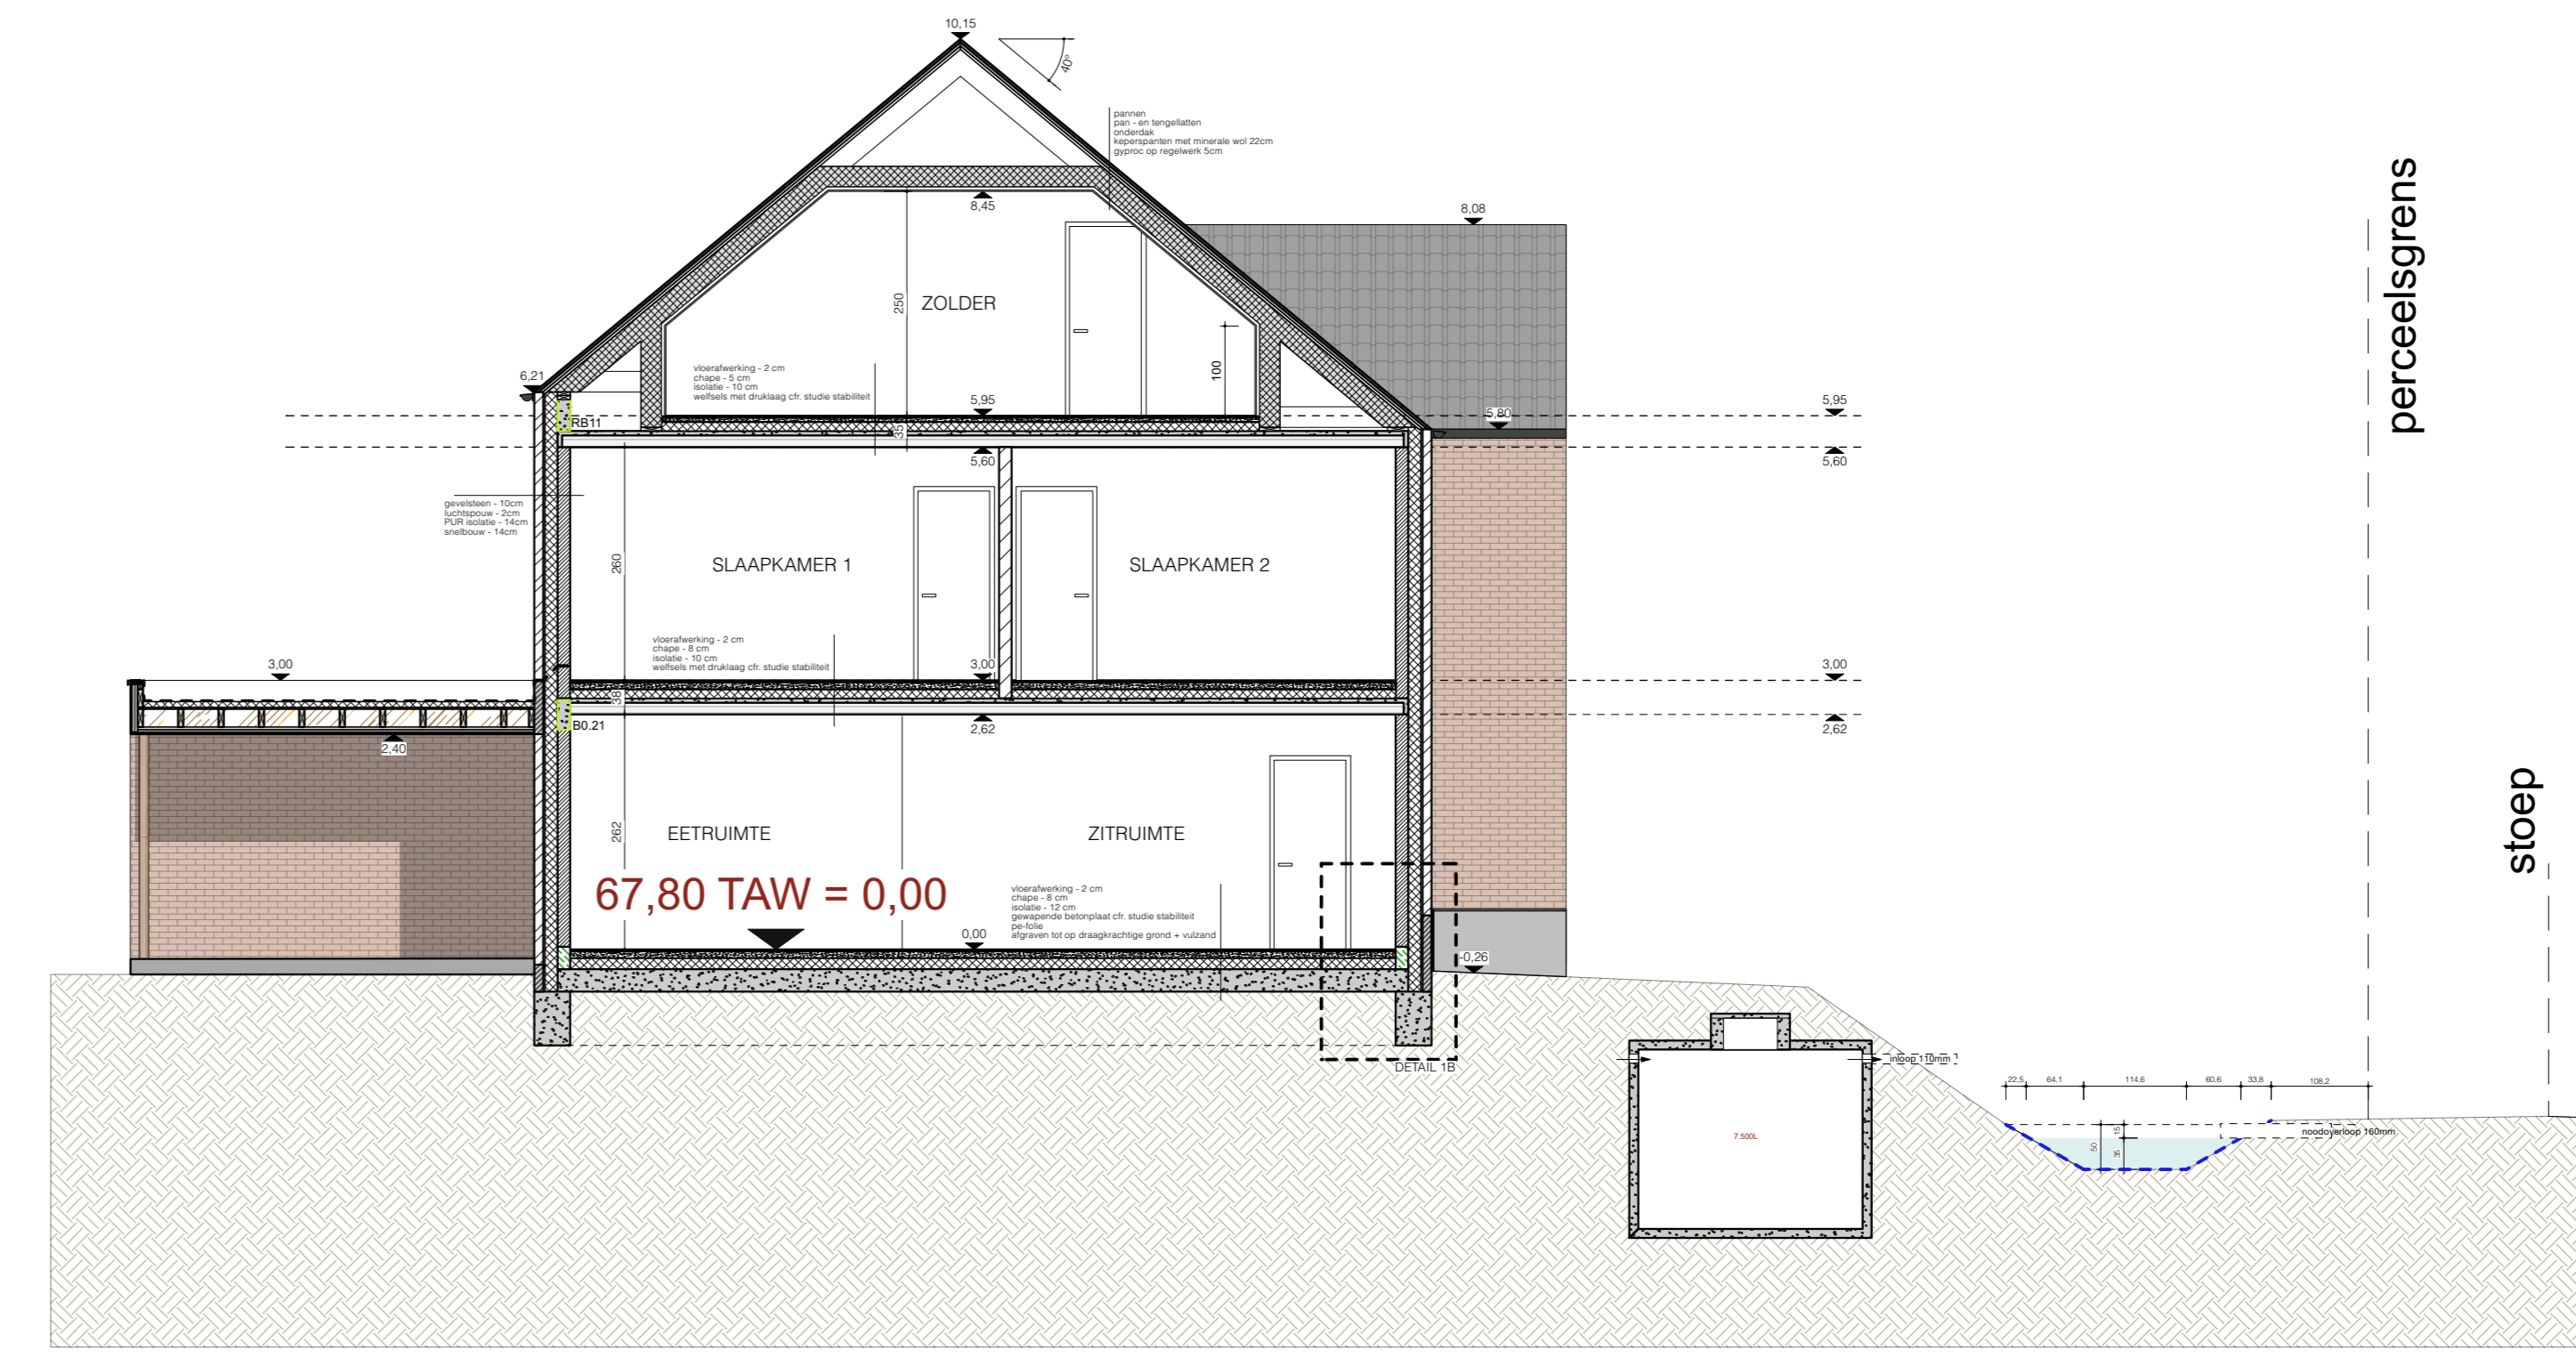 10,15
40°
pannen
pan - en tengellatten
onderdak
keperspanten met minerale wol 22cm
gyproc op regelwerk 5cm
perceelsgrens
8,45
8,08
250
ZOLDER
100
6,21
vloerafwerking - 2 cm
chape - 5 cm
isolatie - 10 cm
welfsels met druklaag cfr. studie stabiliteit
5,95
5,80
5,95
RB11
35
5,60
5,60
gevelsteen - 10cm
luchtspouw - 2cm
PUR isolatie - 14cm
snelbouw - 14cm
260
SLAAPKAMER 1
SLAAPKAMER 2
vloerafwerking - 2 cm
chape - 8 cm
isolatie - 10 cm
welfsels met druklaag cfr. studie stabiliteit
3,00
3,00
3,00
38
B0.21
2,62
2,62
2,40
stoep
262
EETRUIMTE
ZITRUIMTE
67,80 TAW = 0,00
vloerafwerking - 2 cm
chape - 8 cm
isolatie - 12 cm
gewapende betonplaat cfr. studie stabiliteit
pe-folie
afgraven tot op draagkrachtige grond + vulzand
0,00
-0,26
DETAIL 1B
inloop 110mm
22,5
64,1
114,6
60,6
33,8
108,2
7.500L
50
15
35
noodoverloop 160mm